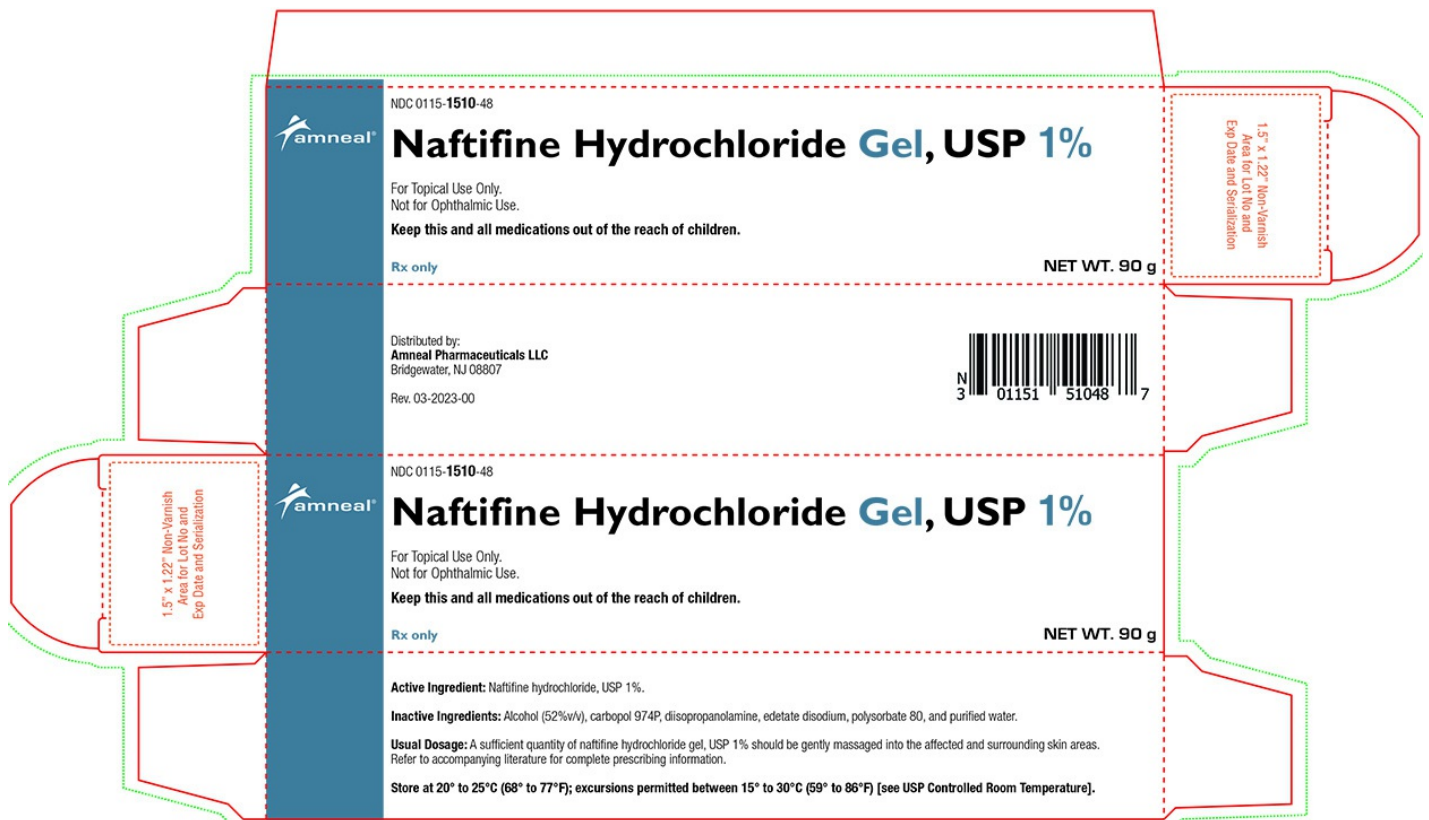 NDC 0115-1510-48
amneal®
Naftifine Hydrochloride Gel, USP 1%
For Topical Use Only.
Not for Ophthalmic Use.
Keep this and all medications out of the reach of children.
Rx only
NET WT. 90 g
1.5" x 1.22" Non-Varnish
Area for Lot No and
Exp Date and Serialization
Distributed by:
Amneal Pharmaceuticals LLC
Bridgewater, NJ 08807
Rev. 03-2023-00
N
3 01151 51048 7
NDC 0115-1510-48
amneal®
Naftifine Hydrochloride Gel, USP 1%
For Topical Use Only.
Not for Ophthalmic Use.
Keep this and all medications out of the reach of children.
Rx only
NET WT. 90 g
1.5" x 1.22" Non-Varnish
Area for Lot No and
Exp Date and Serialization
Active Ingredient: Naftifine hydrochloride, USP 1%.
Inactive Ingredients: Alcohol (52%v/v), carbopol 974P, diisopropanolamine, edetate disodium, polysorbate 80, and purified water.
Usual Dosage: A sufficient quantity of naftifine hydrochloride gel, USP 1% should be gently massaged into the affected and surrounding skin areas.
Refer to accompanying literature for complete prescribing information.
Store at 20° to 25°C (68° to 77°F); excursions permitted between 15° to 30°C (59° to 86°F) [see USP Controlled Room Temperature].